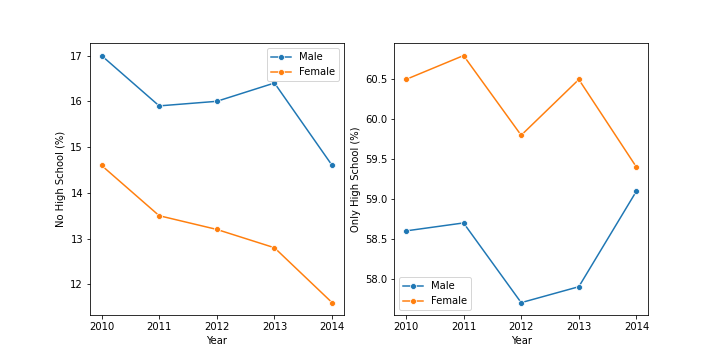 No High School (%)
17
16
15
14
13
12
2010
2011
2012
2013
2014
Year
Male
Female
Only High School (%)
60.5
60.0
59.5
59.0
58.5
58.0
2010
2011
2012
2013
2014
Year
Male
Female